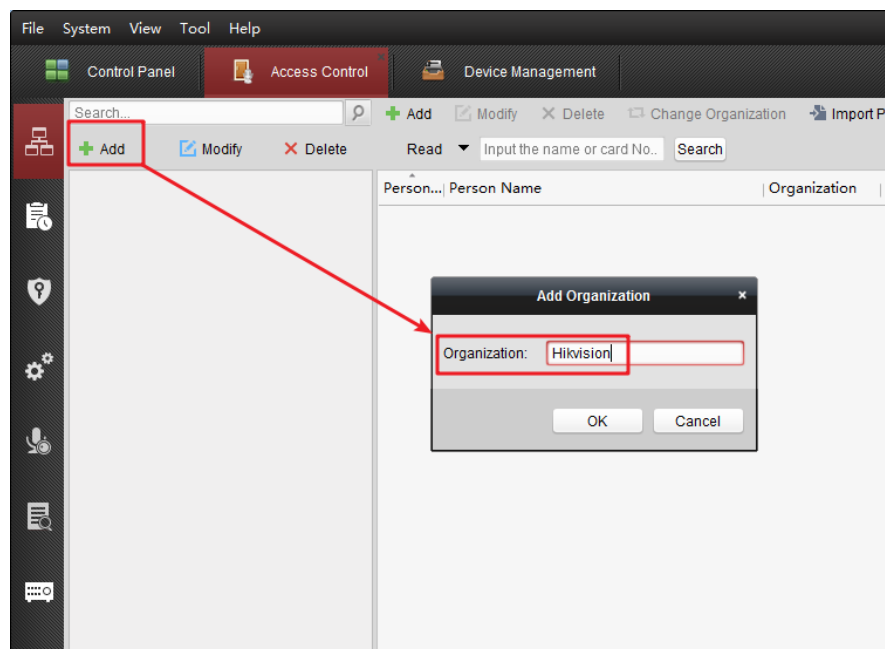 File System View Tool Help
Control Panel Access Control Device Management
Search... Add Modify Delete Change Organization Import P
Add Modify Delete Read Input the name or card No.. Search
Person... Person Name Organization
Add Organization
Organization: Hikvision
OK Cancel